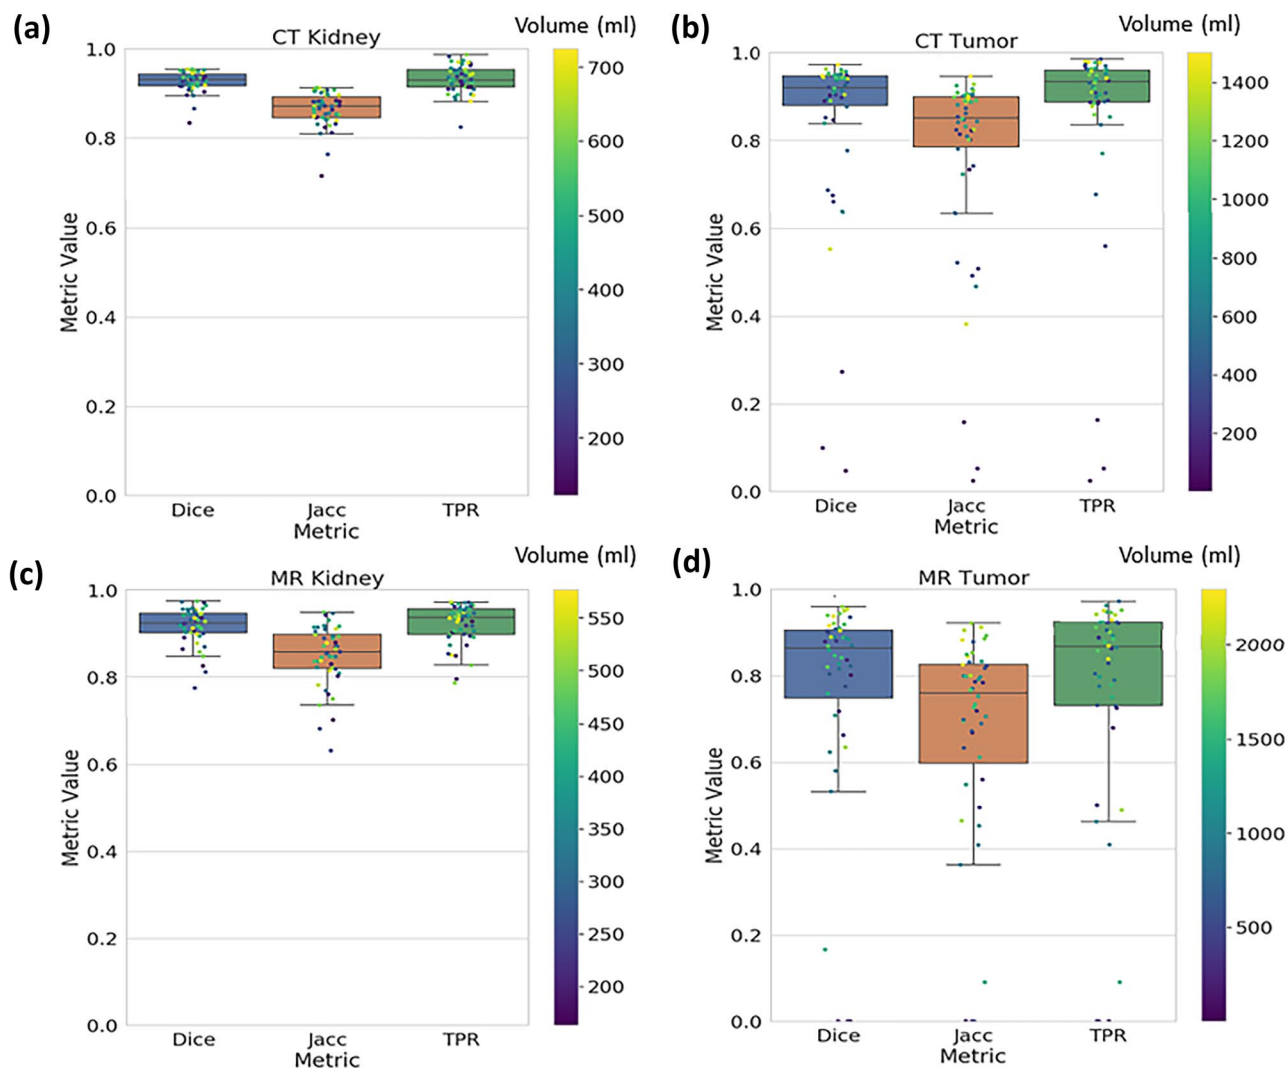 (a)
CT Kidney
Volume (ml)
1.0
0.8
0.6
0.4
0.2
0.0
Metric Value
Dice
Jacc
TPR
Metric
700
600
500
400
300
200
(b)
CT Tumor
Volume (ml)
1.0
0.8
0.6
0.4
0.2
0.0
Metric Value
Dice
Jacc
TPR
Metric
1400
1200
1000
800
600
400
200
(c)
MR Kidney
Volume (ml)
1.0
0.8
0.6
0.4
0.2
0.0
Metric Value
Dice
Jacc
TPR
Metric
550
500
450
400
350
300
250
200
(d)
MR Tumor
Volume (ml)
1.0
0.8
0.6
0.4
0.2
0.0
Metric Value
Dice
Jacc
TPR
Metric
2000
1500
1000
500